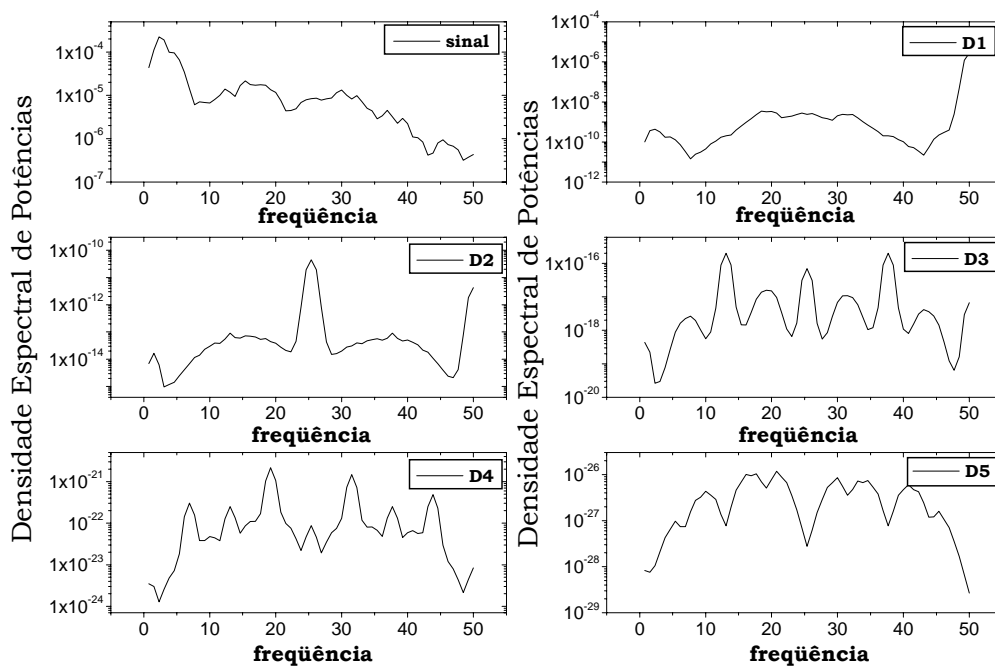 Densidade Espectral de Potências
sinal
1x10-4
1x10-5
10-6
10-7
0 10 20 30 40 50
freqüência
Densidade Espectral de Potências
D1
1x10-4
1x10-6
10-8
10-10
10-12
0 10 20 30 40 50
freqüência
D2
1x10-10
1x10-12
1x10-14
0 10 20 30 40 50
freqüência
D3
1x10-16
10-18
10-20
0 10 20 30 40 50
freqüência
D4
1x10-21
1x10-22
1x10-23
1x10-24
0 10 20 30 40 50
freqüência
D5
10-26
10-27
10-28
10-29
0 10 20 30 40 50
freqüência